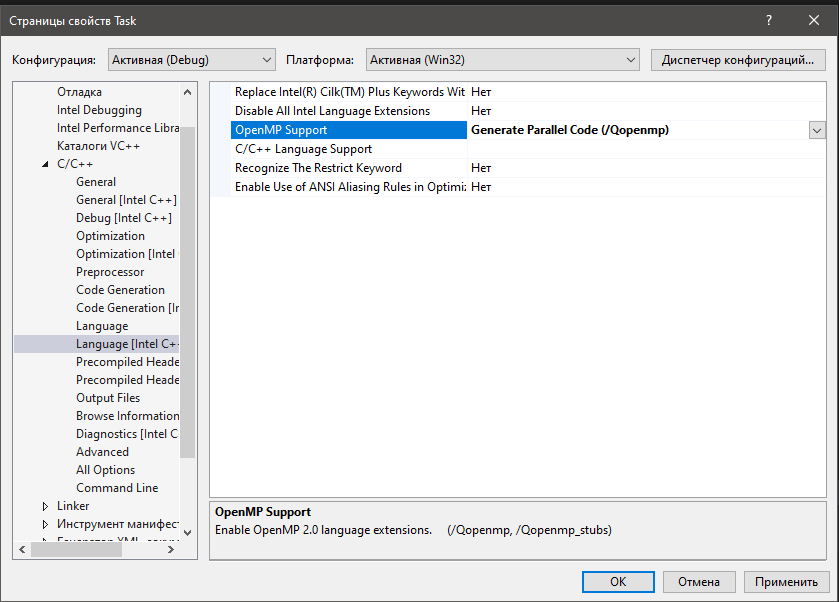 Страницы свойств Task
Конфигурация: Активная (Debug) Платформа: Активная (Win32) Диспетчер конфигураций...
Отладка
Intel Debugging
Intel Performance Libra
Каталоги VC++
C/C++
General
General [Intel C++]
Debug [Intel C++]
Optimization
Optimization [Intel
Preprocessor
Code Generation
Code Generation [In
Language
Language [Intel C+
Precompiled Heade
Precompiled Heade
Output Files
Browse Information
Diagnostics [Intel C
Advanced
All Options
Command Line
Linker
Инструмент манифест
Replace Intel(R) Cilk(TM) Plus Keywords Wit Нет
Disable All Intel Language Extensions Нет
OpenMP Support Generate Parallel Code (/Qopenmp)
C/C++ Language Support
Recognize The Restrict Keyword Нет
Enable Use of ANSI Aliasing Rules in Optimi: Нет
OpenMP Support
Enable OpenMP 2.0 language extensions. (/Qopenmp, /Qopenmp_stubs)
OK Отмена Применить